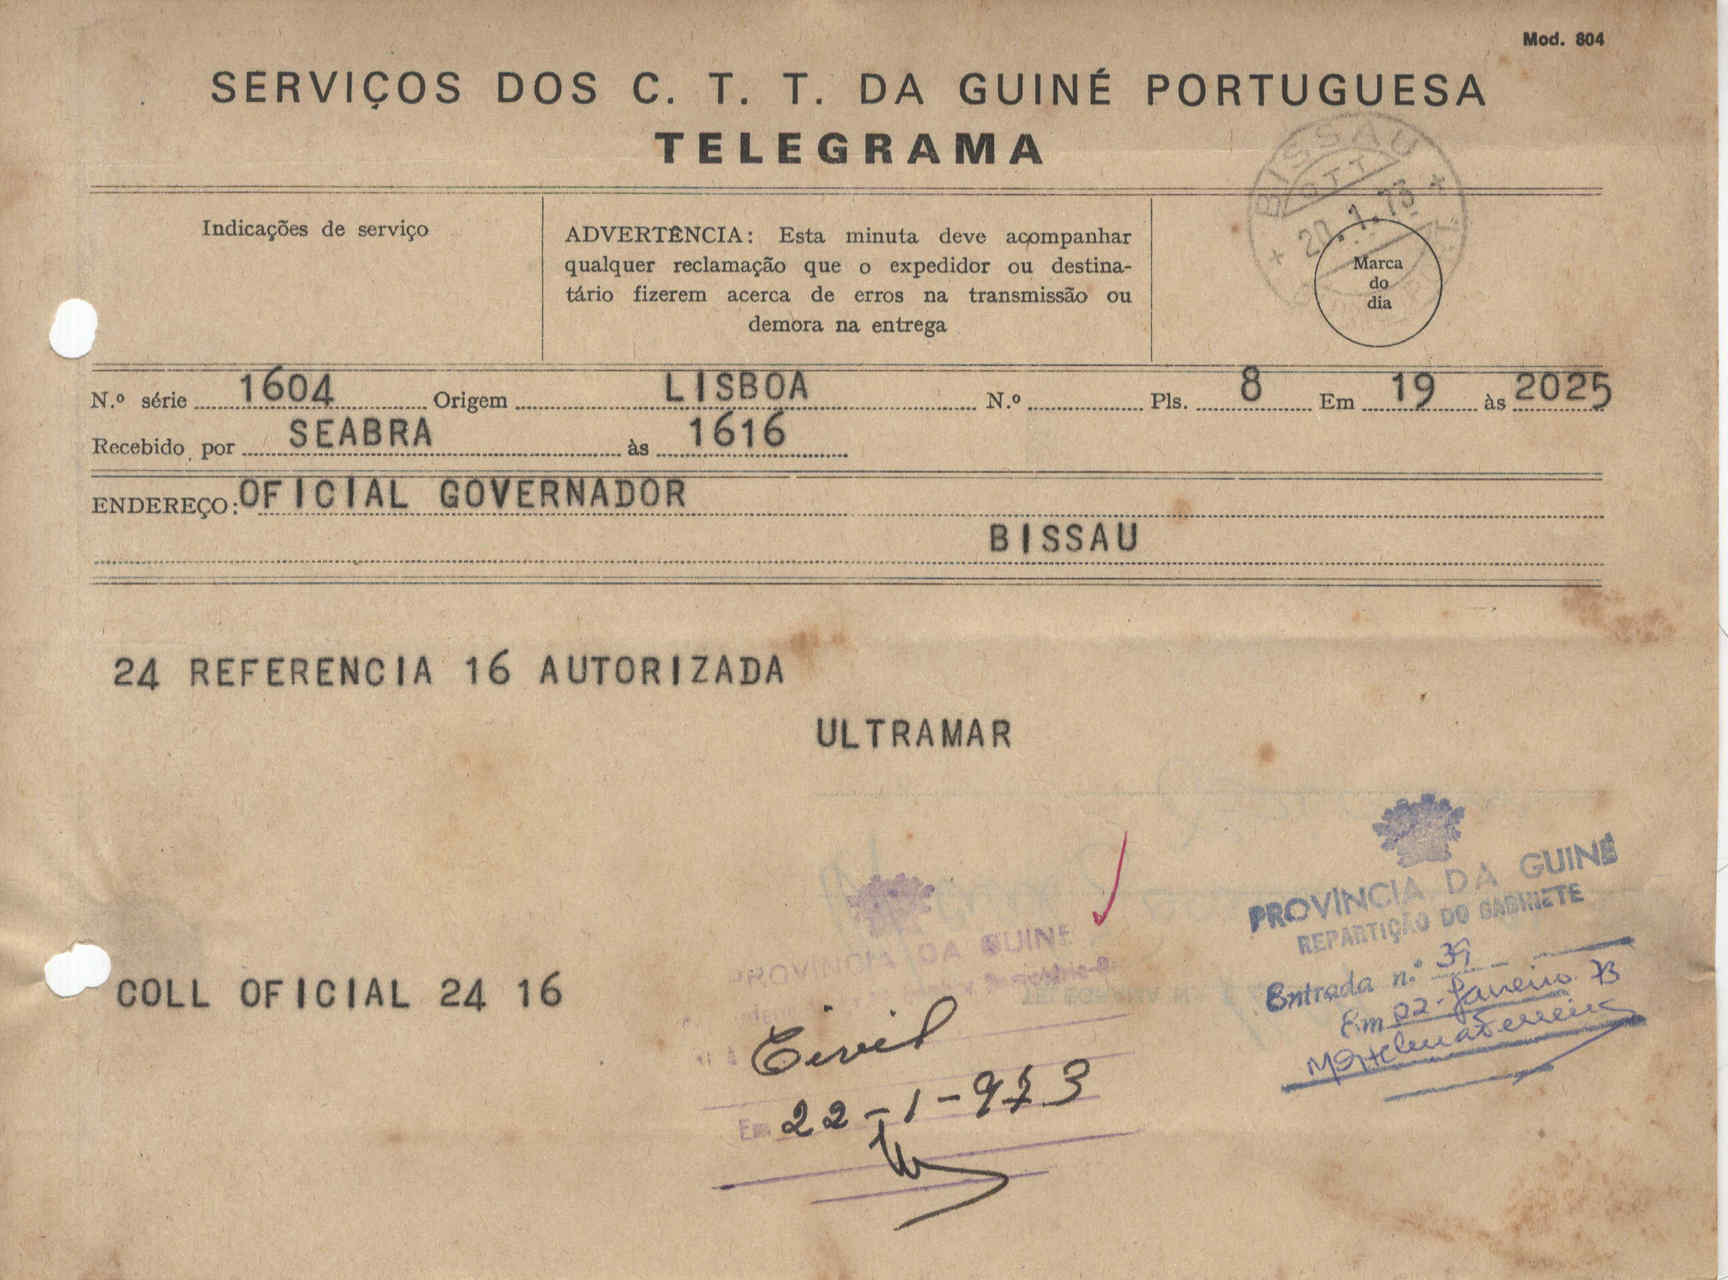 Mod. 804
SERVIÇOS DOS C. T. T. DA GUINÉ PORTUGUESA
TELEGRAMA
Indicações de serviço
ADVERTÊNCIA: Esta minuta deve acompanhar
qualquer reclamação que o expedidor ou destina-
tário fizerem acerca de erros na transmissão ou
demora na entrega
BISSAU
CTT
20.1.73
Marca
do
dia
N.º série 1604 Origem LISBOA N.º Pls. 8 Em 19 às 2025
Recebido por SEABRA às 1616
ENDEREÇO: OFICIAL GOVERNADOR
BISSAU
24 REFERENCIA 16 AUTORIZADA
ULTRAMAR
COLL OFICIAL 24 16
PROVÍNCIA DA GUINÉ
Civil
Em 22-1-973
PROVÍNCIA DA GUINÉ
REPARTIÇÃO DO GABINETE
Entrada n.º 39
Em 22-Janeiro 73